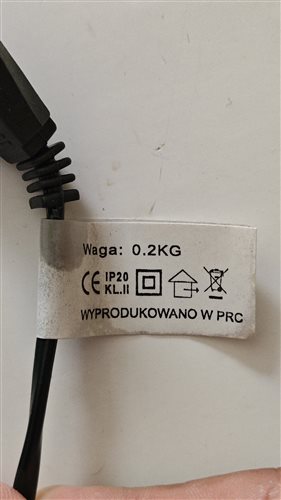 Waga: 0.2KG
CE IP20
KL.II
WYPRODUKOWANO W PRC